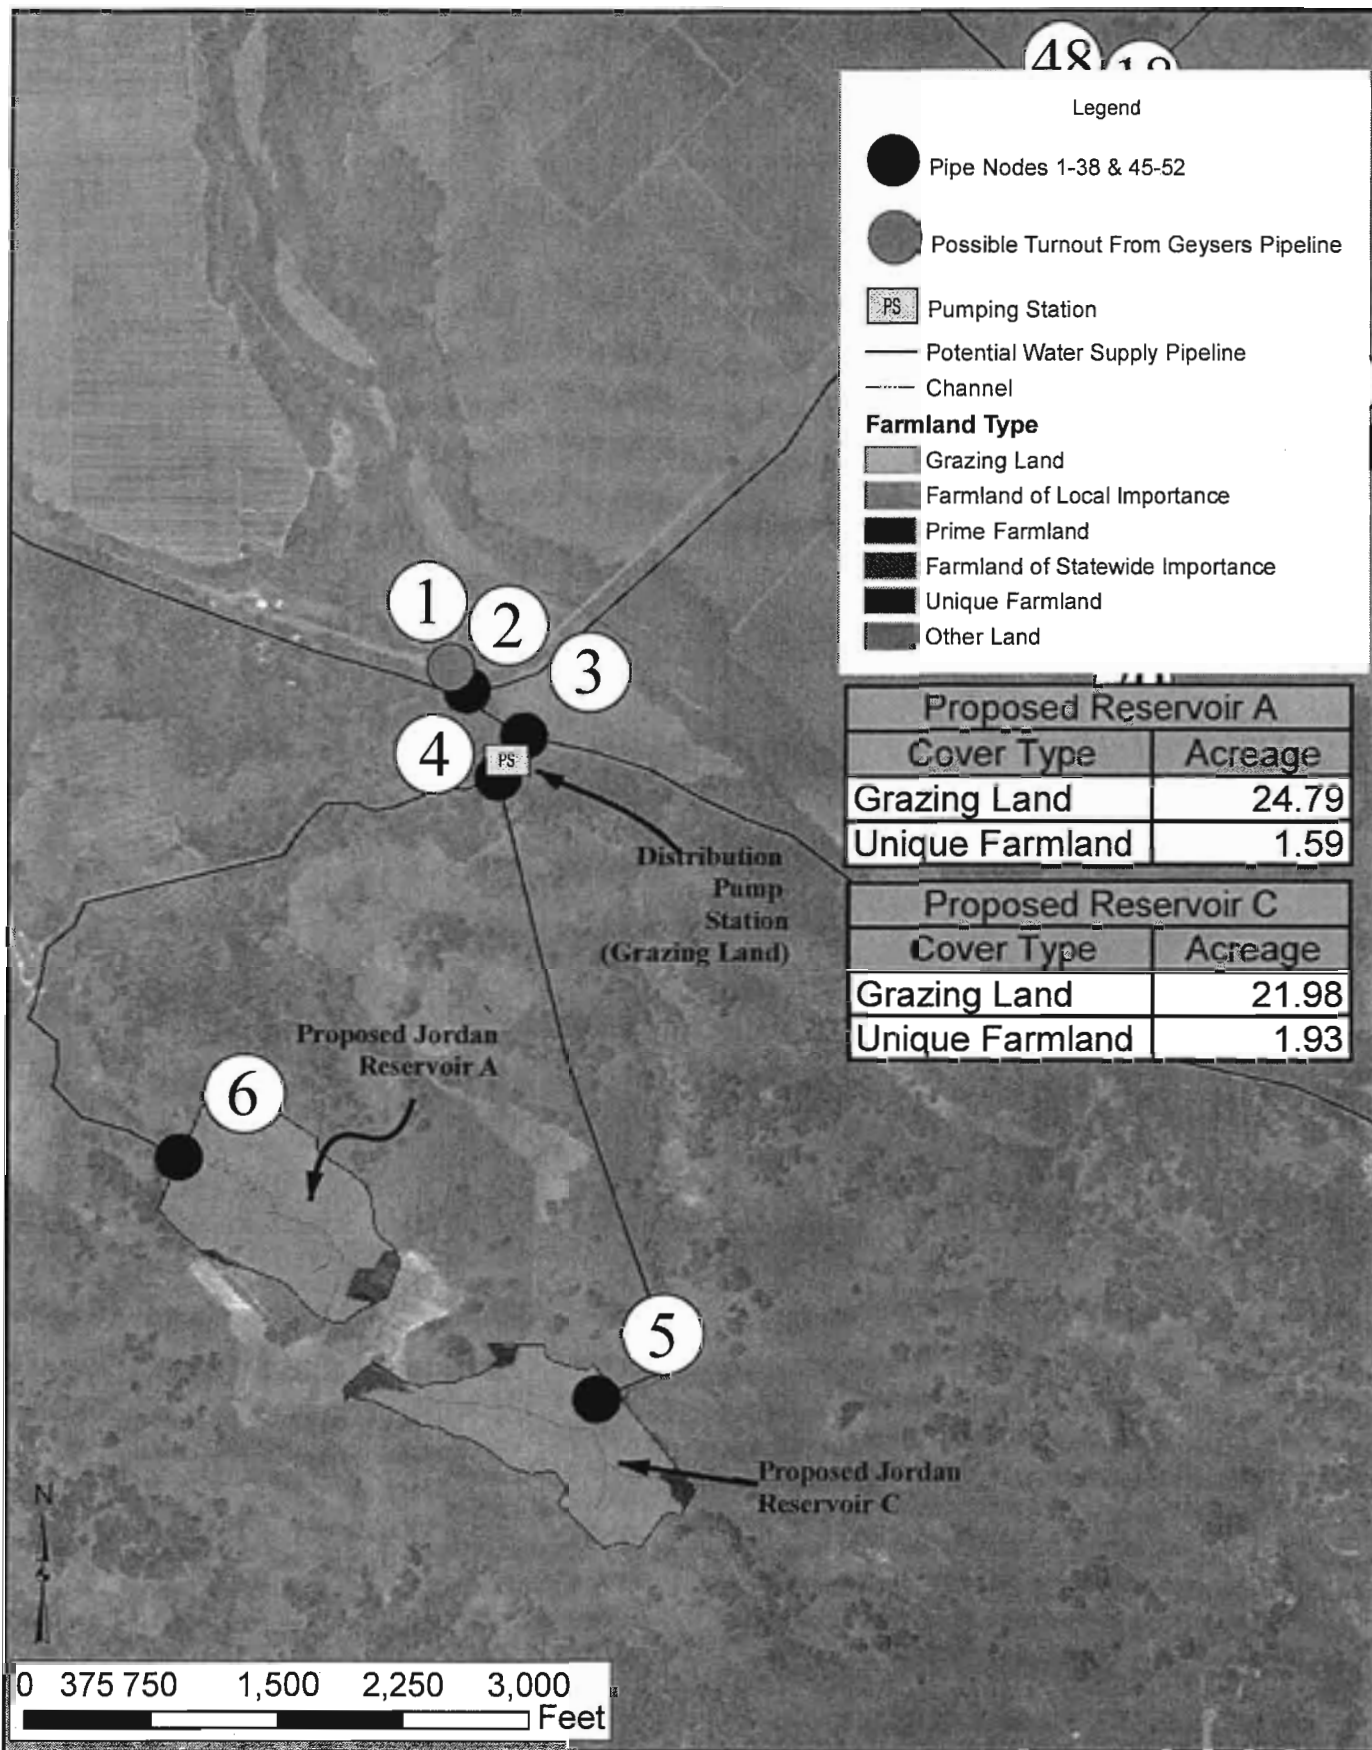 48
Legend
Pipe Nodes 1-38 & 45-52
Possible Turnout From Geysers Pipeline
PS Pumping Station
Potential Water Supply Pipeline
Channel
Farmland Type
Grazing Land
Farmland of Local Importance
Prime Farmland
Farmland of Statewide Importance
Unique Farmland
Other Land
1
2
3
4
PS
Distribution
Pump
Station
(Grazing Land)
Proposed Reservoir A
Cover Type Acreage
Grazing Land 24.79
Unique Farmland 1.59
Proposed Reservoir C
Cover Type Acreage
Grazing Land 21.98
Unique Farmland 1.93
Proposed Jordan
Reservoir A
6
5
Proposed Jordan
Reservoir C
N
0 375 750 1,500 2,250 3,000
Feet